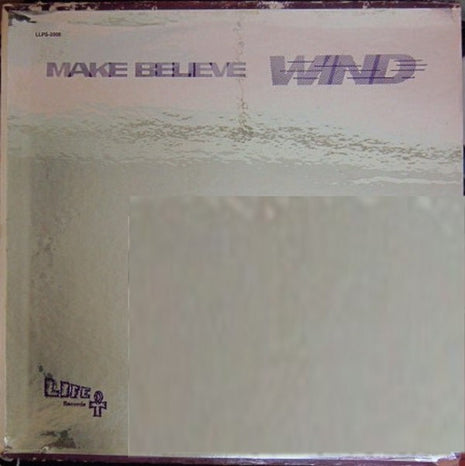 LLPS-2008
MAKE BELIEVE WIND
LIFE
Records